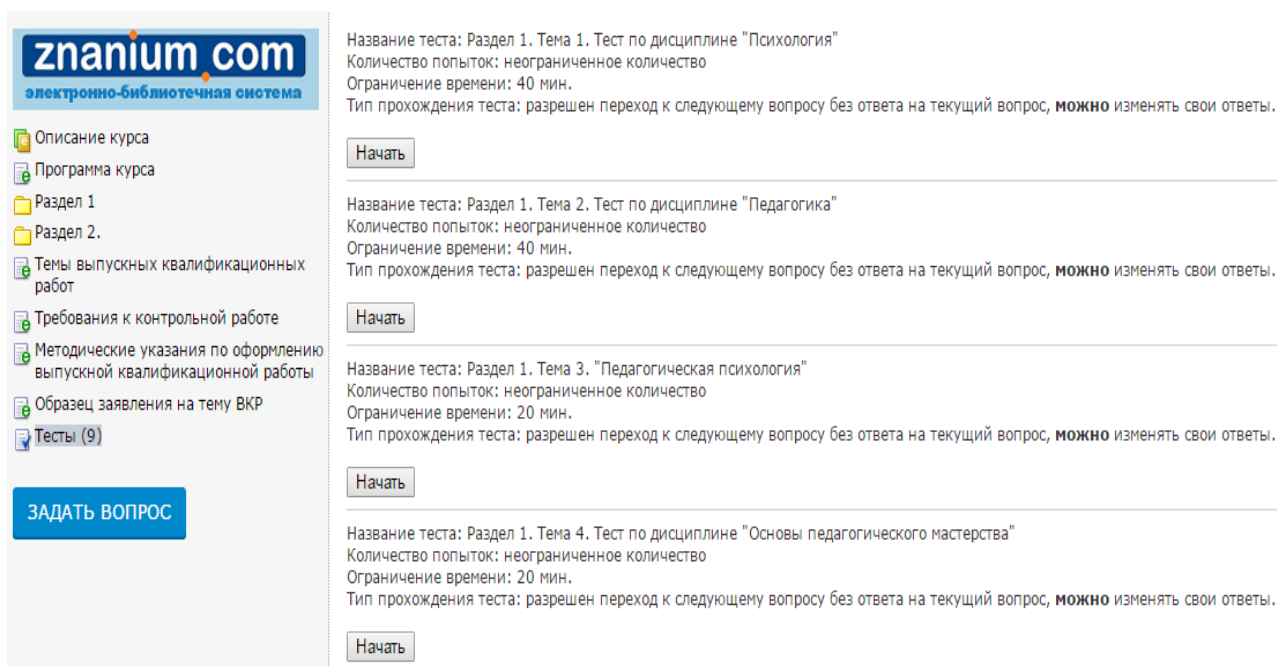 znanium.com
электронно-библиотечная система
Описание курса
Программа курса
Раздел 1
Раздел 2.
Темы выпускных квалификационных
работ
Требования к контрольной работе
Методические указания по оформлению
выпускной квалификационной работы
Образец заявления на тему ВКР
Тесты (9)
ЗАДАТЬ ВОПРОС
Название теста: Раздел 1. Тема 1. Тест по дисциплине "Психология"
Количество попыток: неограниченное количество
Ограничение времени: 40 мин.
Тип прохождения теста: разрешен переход к следующему вопросу без ответа на текущий вопрос, можно изменять свои ответы.
Начать
Название теста: Раздел 1. Тема 2. Тест по дисциплине "Педагогика"
Количество попыток: неограниченное количество
Ограничение времени: 40 мин.
Тип прохождения теста: разрешен переход к следующему вопросу без ответа на текущий вопрос, можно изменять свои ответы.
Начать
Название теста: Раздел 1. Тема 3. "Педагогическая психология"
Количество попыток: неограниченное количество
Ограничение времени: 20 мин.
Тип прохождения теста: разрешен переход к следующему вопросу без ответа на текущий вопрос, можно изменять свои ответы.
Начать
Название теста: Раздел 1. Тема 4. Тест по дисциплине "Основы педагогического мастерства"
Количество попыток: неограниченное количество
Ограничение времени: 20 мин.
Тип прохождения теста: разрешен переход к следующему вопросу без ответа на текущий вопрос, можно изменять свои ответы.
Начать